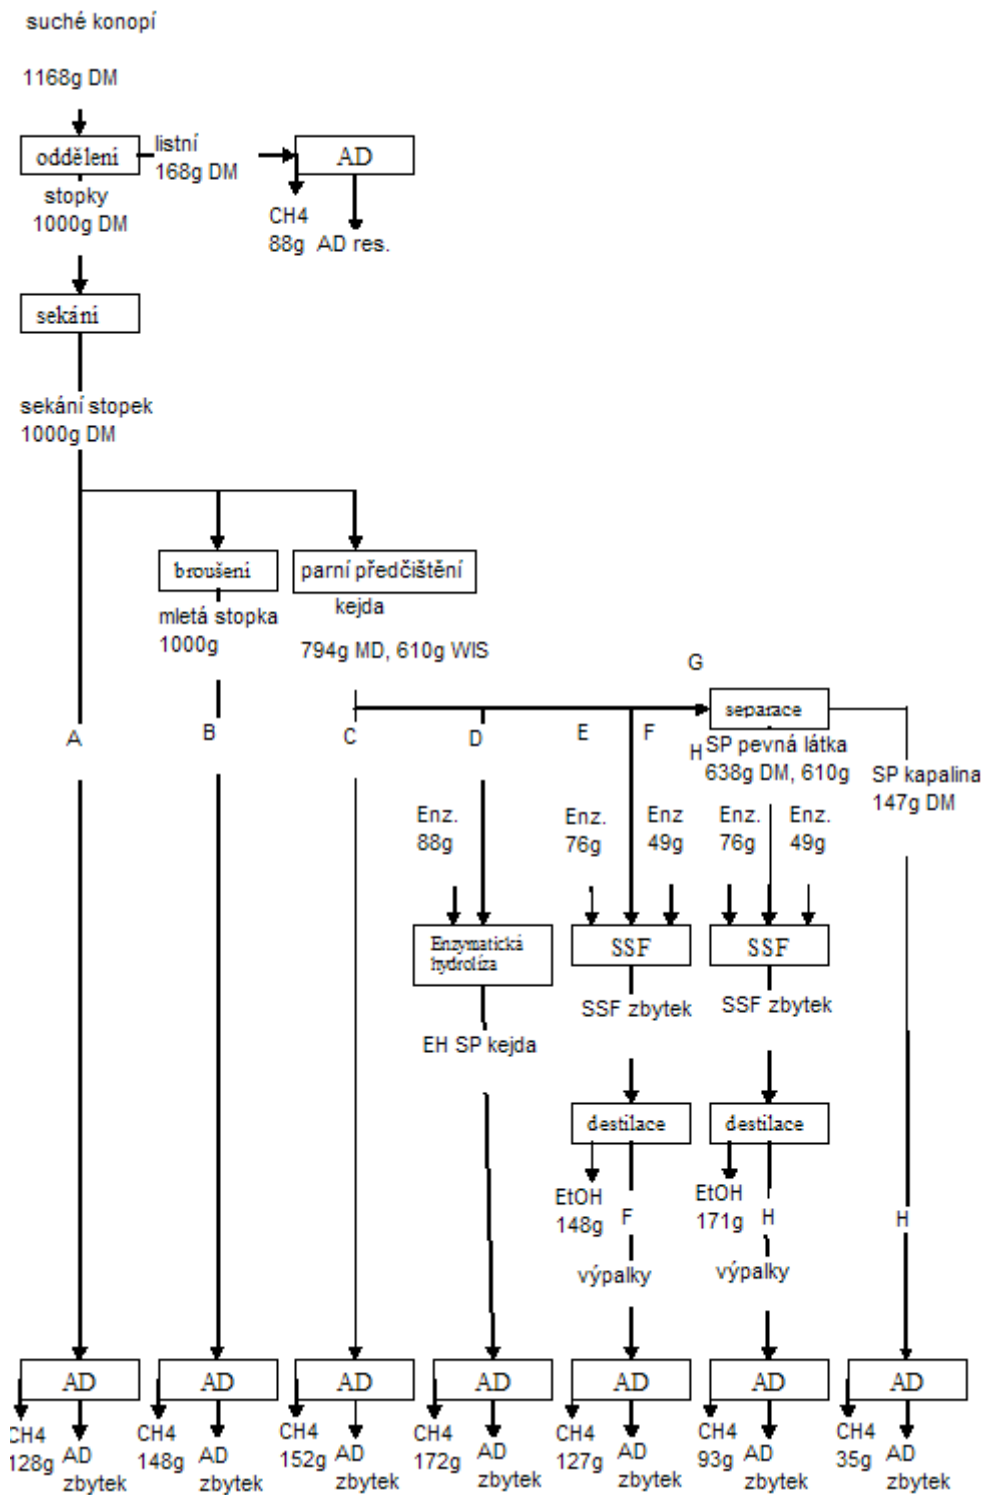 suché konopí
1168g DM
oddělení
listní
168g DM
AD
stopky
1000g DM
CH4
88g
AD res.
sekání
sekání stopek
1000g DM
broušení
parní předčištění
mletá stopka
1000g
kejda
794g MD, 610g WIS
A
B
C
D
E
F
G
H
separace
SP pevná látka
638g DM, 610g
SP kapalina
147g DM
Enz.
88g
Enz.
76g
Enz
49g
Enz.
76g
Enz.
49g
Enzymatická
hydrolíza
SSF
SSF
SSF zbytek
SSF zbytek
EH SP kejda
destilace
destilace
EtOH
148g
F
EtOH
171g
H
H
výpalky
výpalky
AD
AD
AD
AD
AD
AD
AD
CH4
128g
AD
zbytek
CH4
148g
AD
zbytek
CH4
152g
AD
zbytek
CH4
172g
AD
zbytek
CH4
127g
AD
zbytek
CH4
93g
AD
zbytek
CH4
35g
AD
zbytek